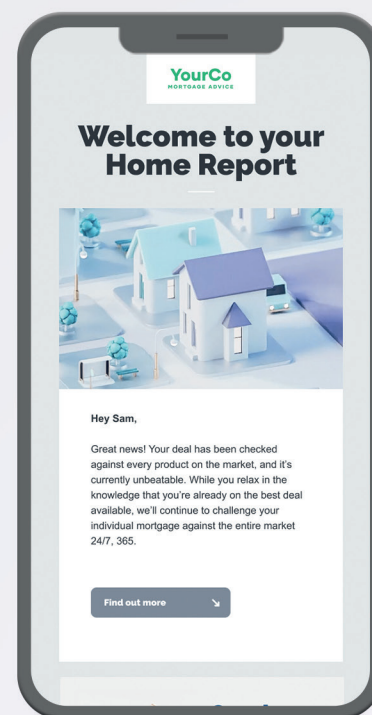 YourCo
MORTGAGE ADVICE
Welcome to your
Home Report
Hey Sam,
Great news! Your deal has been checked
against every product on the market, and it's
currently unbeatable. While you relax in the
knowledge that you're already on the best deal
available, we'll continue to challenge your
individual mortgage against the entire market
24/7, 365.
Find out more